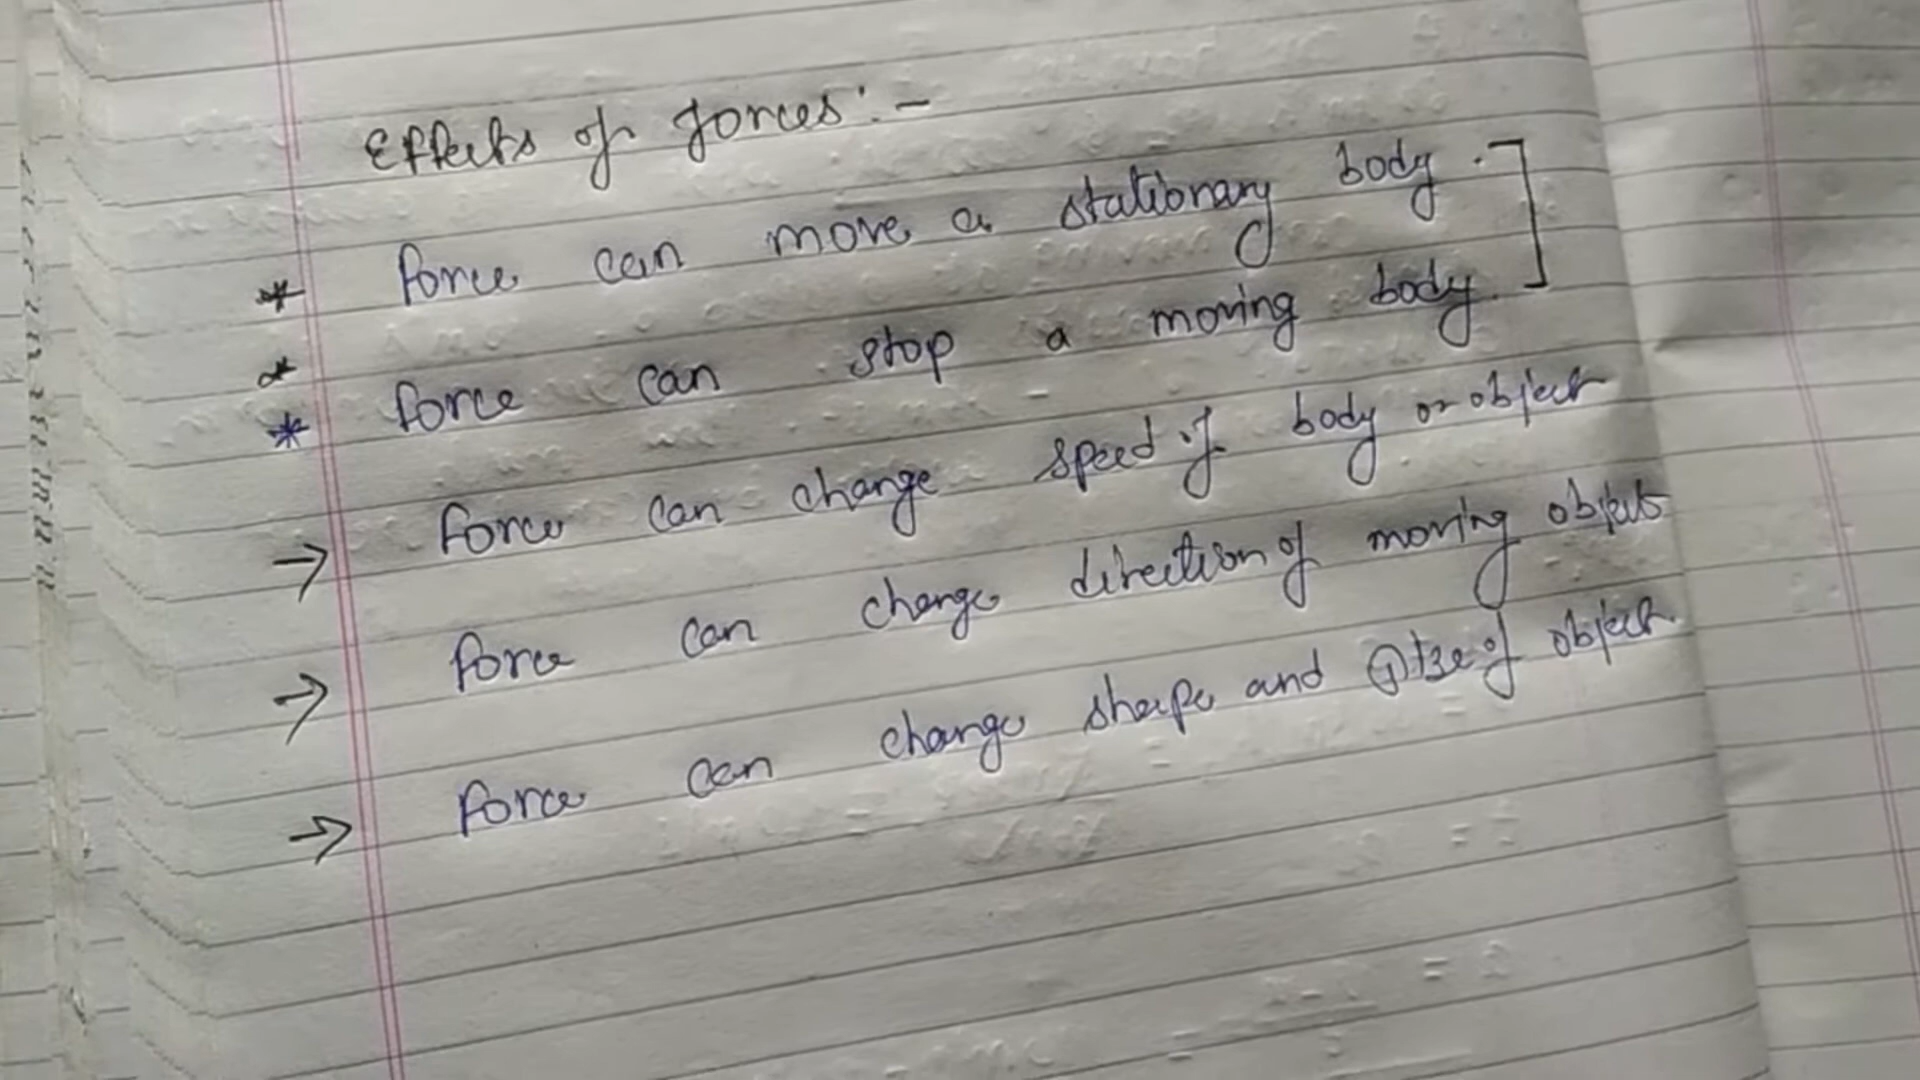 Effects of forces :-
* Force can move a stationary body . ]
* Force can stop a moving body.
*
→ Force can change speed of body or object
→ Force can change direction of moving objects
→ Force can change shape and size of object.